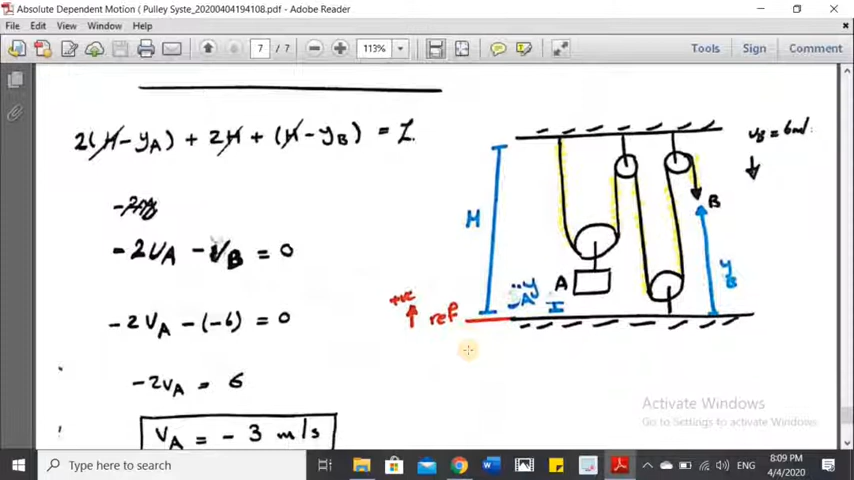 Absolute Dependent Motion ( Pulley Syste_20200404194108.pdf - Adobe Reader
File Edit View Window Help
7 / 7 113% Tools Sign Comment
2(H-yA) + 2H + (H-yB) = L.
-2VA - VB = 0
-2VA - (-6) = 0
-2VA = 6
VA = - 3 m/s
H
A
yA
B
yB
+ve
ref
Activate Windows
Go to Settings to activate Windows.
Type here to search
ENG
8:09 PM
4/4/2020